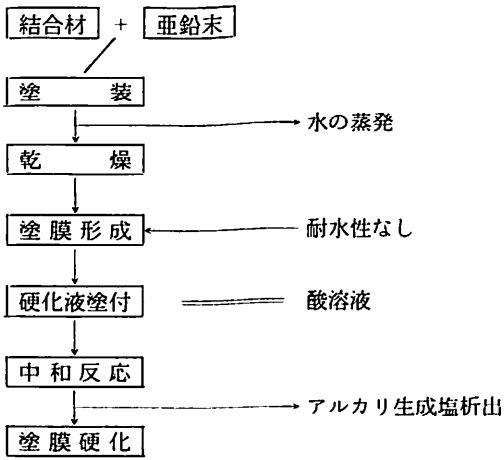 結合材 + 亜鉛末
塗装
水の蒸発
乾燥
塗膜形成
耐水性なし
硬化液塗付
酸溶液
中和反応
アルカリ生成塩析出
塗膜硬化